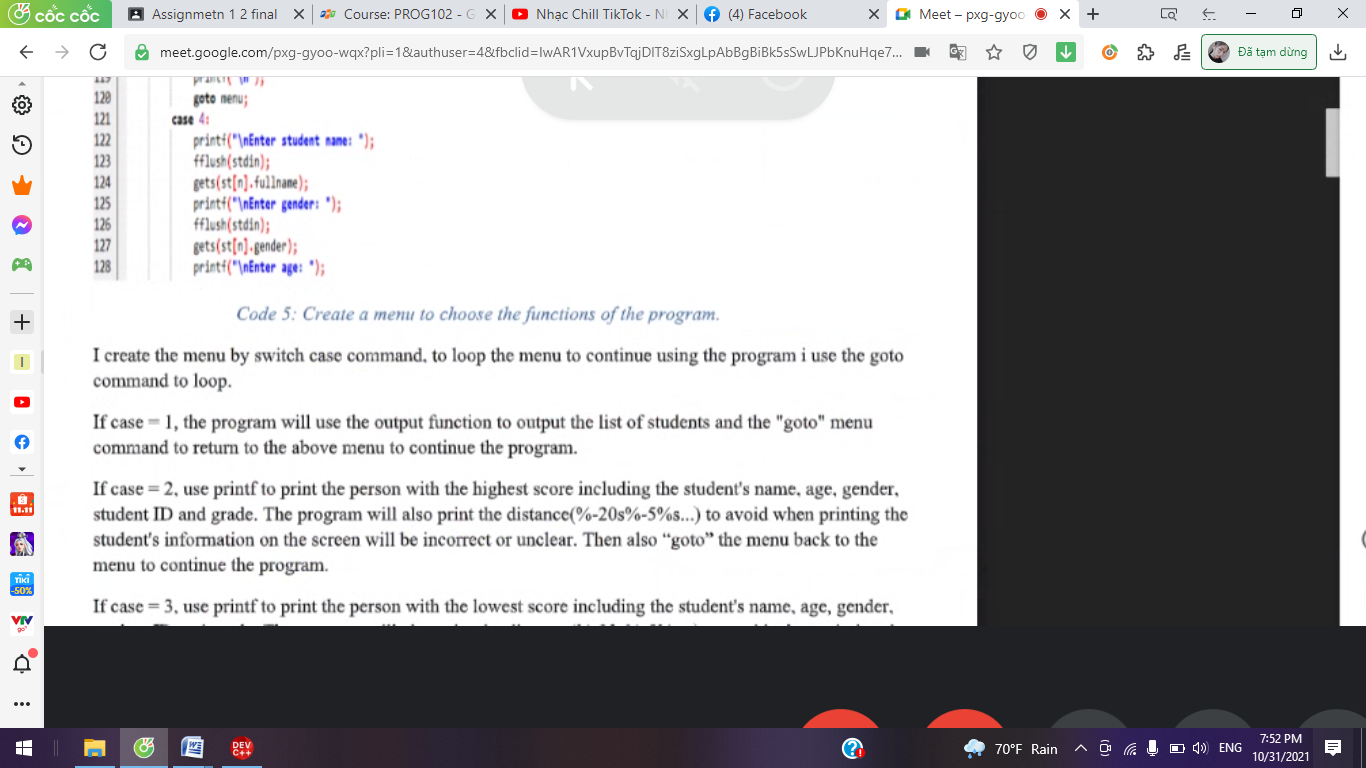 cốc cốc
Assignmetn 1 2 final
Course: PROG102 - G
Nhạc Chill TikTok - Nh
(4) Facebook
Meet – pxg-gyoo
meet.google.com/pxg-gyoo-wqx?pli=1&authuser=4&fbclid=IwAR1VxupBvTqjDlT8ziSxgLpAbBgBiBk5sSwLJPbKnuHqe7...
Đã tạm dừng
119 printf("\n");
120 goto menu;
121 case 4:
122 printf("\nEnter student name: ");
123 fflush(stdin);
124 gets(st[n].fullname);
125 printf("\nEnter gender: ");
126 fflush(stdin);
127 gets(st[n].gender);
128 printf("\nEnter age: ");
Code 5: Create a menu to choose the functions of the program.
I create the menu by switch case command, to loop the menu to continue using the program i use the goto
command to loop.
If case = 1, the program will use the output function to output the list of students and the "goto" menu
command to return to the above menu to continue the program.
If case = 2, use printf to print the person with the highest score including the student's name, age, gender,
student ID and grade. The program will also print the distance(%-20s%-5%s...) to avoid when printing the
student's information on the screen will be incorrect or unclear. Then also “goto” the menu back to the
menu to continue the program.
If case = 3, use printf to print the person with the lowest score including the student's name, age, gender,
I
11.11
TIKI
-50%
VTV
go
DEV
C++
70°F Rain
ENG
7:52 PM
10/31/2021